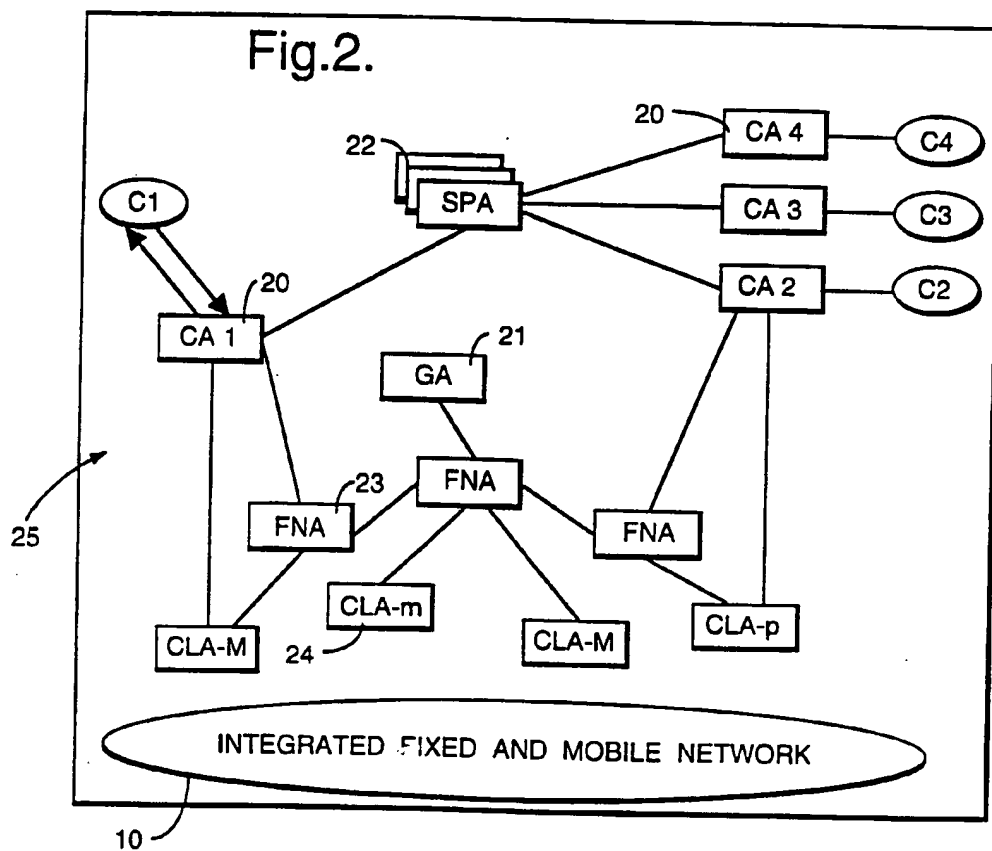 Fig.2.
20
CA 4
C4
22
SPA
CA 3
C3
C1
CA 2
C2
20
CA 1
21
GA
FNA
23
FNA
FNA
25
CLA-m
24
CLA-M
CLA-M
CLA-p
INTEGRATED FIXED AND MOBILE NETWORK
10